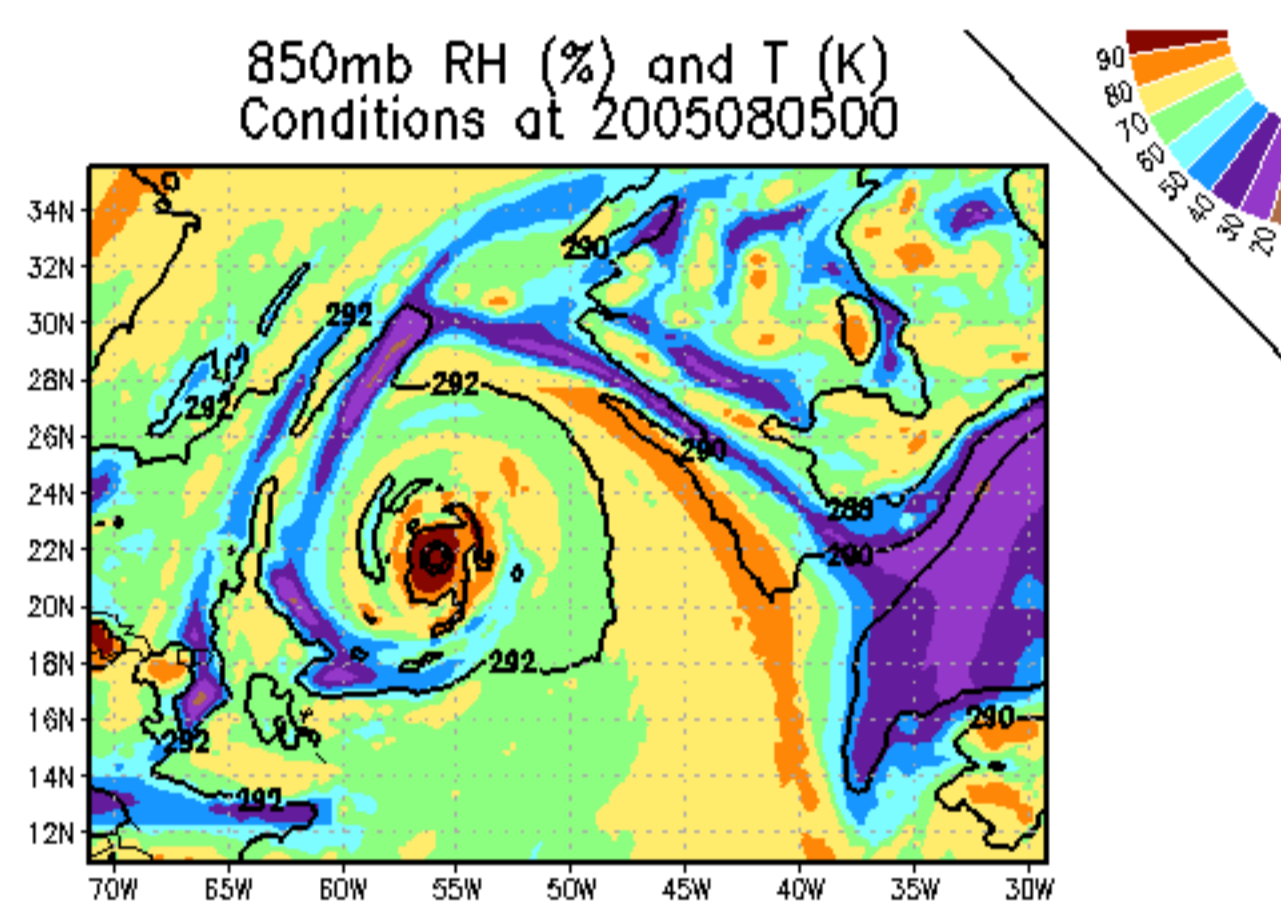 850mb RH (%) and T (K)
Conditions at 2005080500
90
80
70
60
50
40
30
20
34N
32N
30N
28N
26N
24N
22N
20N
18N
16N
14N
12N
290
292
292
292
290
288
290
292
290
292
292
70W 65W 60W 55W 50W 45W 40W 35W 30W